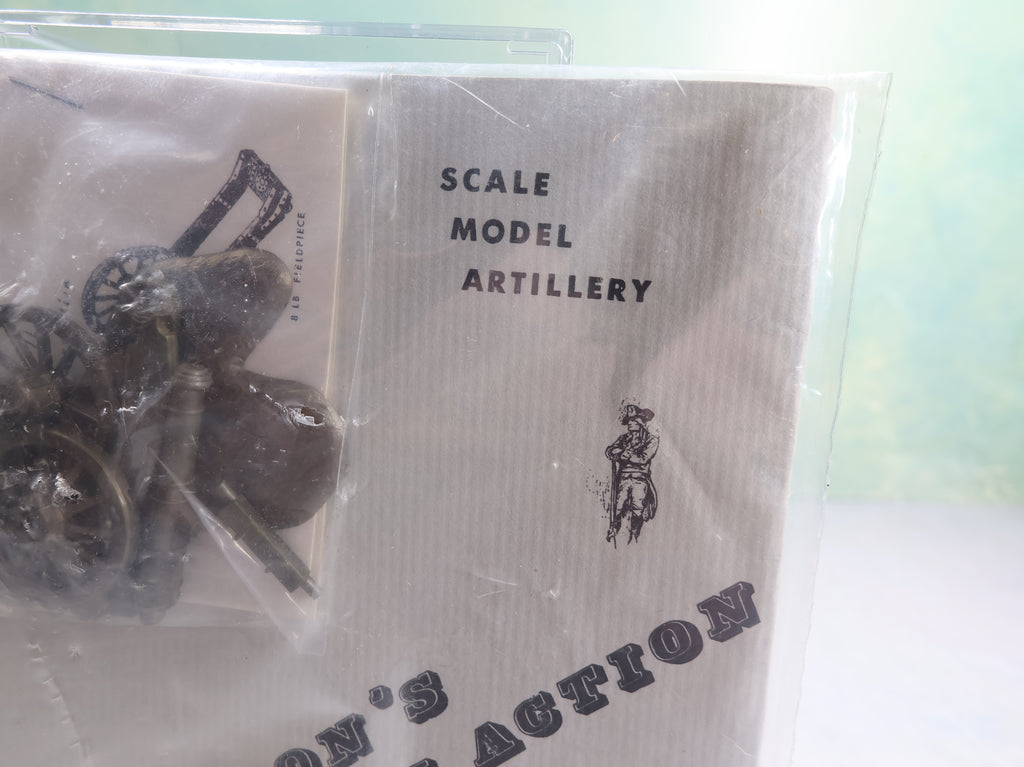 SCALE
MODEL
ARTILLERY
8 LB FIELDPIECE
ON'S
ACTION